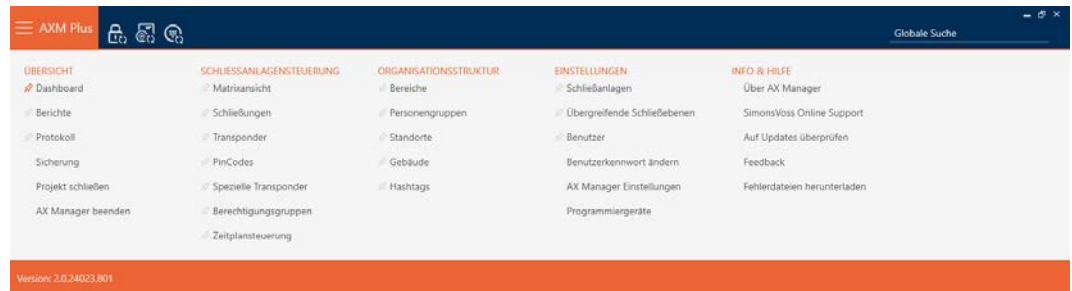 AXM Plus
Globale Suche
ÜBERSICHT
Dashboard
Berichte
Protokoll
Sicherung
Projekt schließen
AX Manager beenden
SCHLIESSANLAGENSTEUERUNG
Matrixansicht
Schließungen
Transponder
PinCodes
Spezielle Transponder
Berechtigungsgruppen
Zeitplansteuerung
ORGANISATIONSSTRUKTUR
Bereiche
Personengruppen
Standorte
Gebäude
Hashtags
EINSTELLUNGEN
Schließanlagen
Übergreifende Schließebenen
Benutzer
Benutzerkennwort ändern
AX Manager Einstellungen
Programmiergeräte
INFO & HILFE
Über AX Manager
SimonsVoss Online Support
Auf Updates überprüfen
Feedback
Fehlerdateien herunterladen
Version: 2.0.24023.801